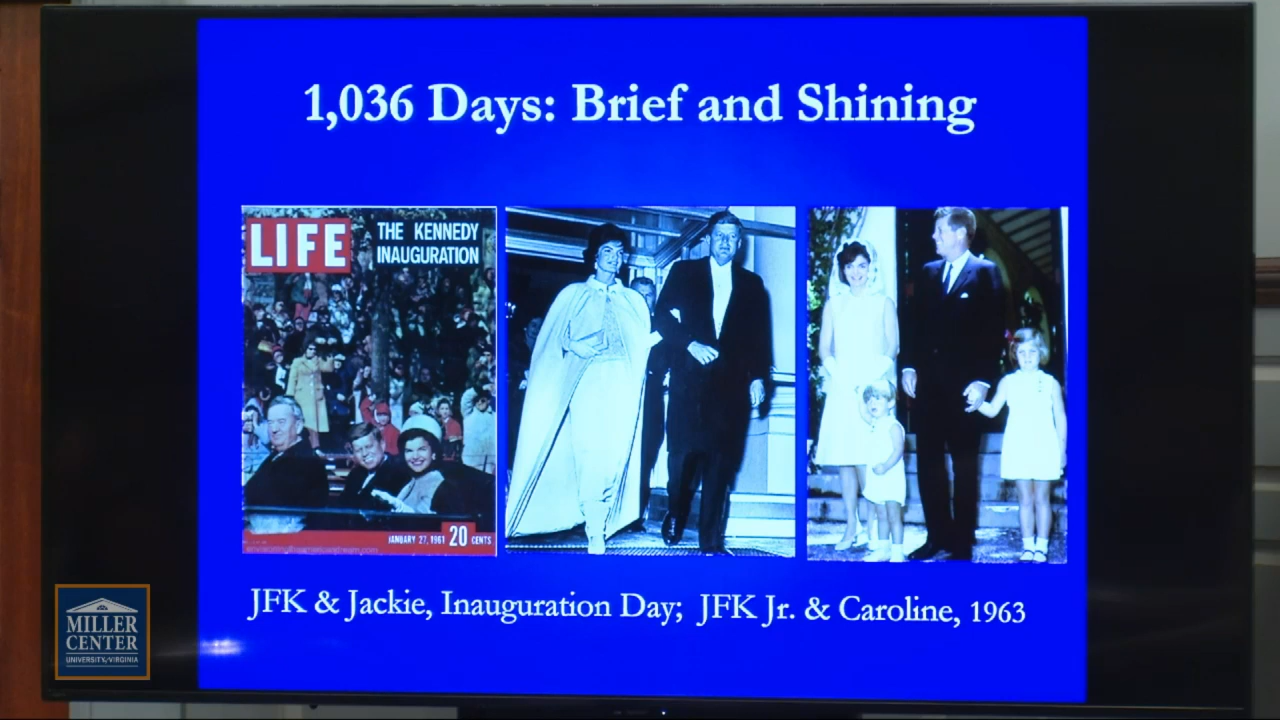 1,036 Days: Brief and Shining
LIFE
THE KENNEDY
INAUGURATION
JANUARY 27, 1961 20 CENTS
JFK & Jackie, Inauguration Day; JFK Jr. & Caroline, 1963
MILLER
CENTER
UNIVERSITY of VIRGINIA